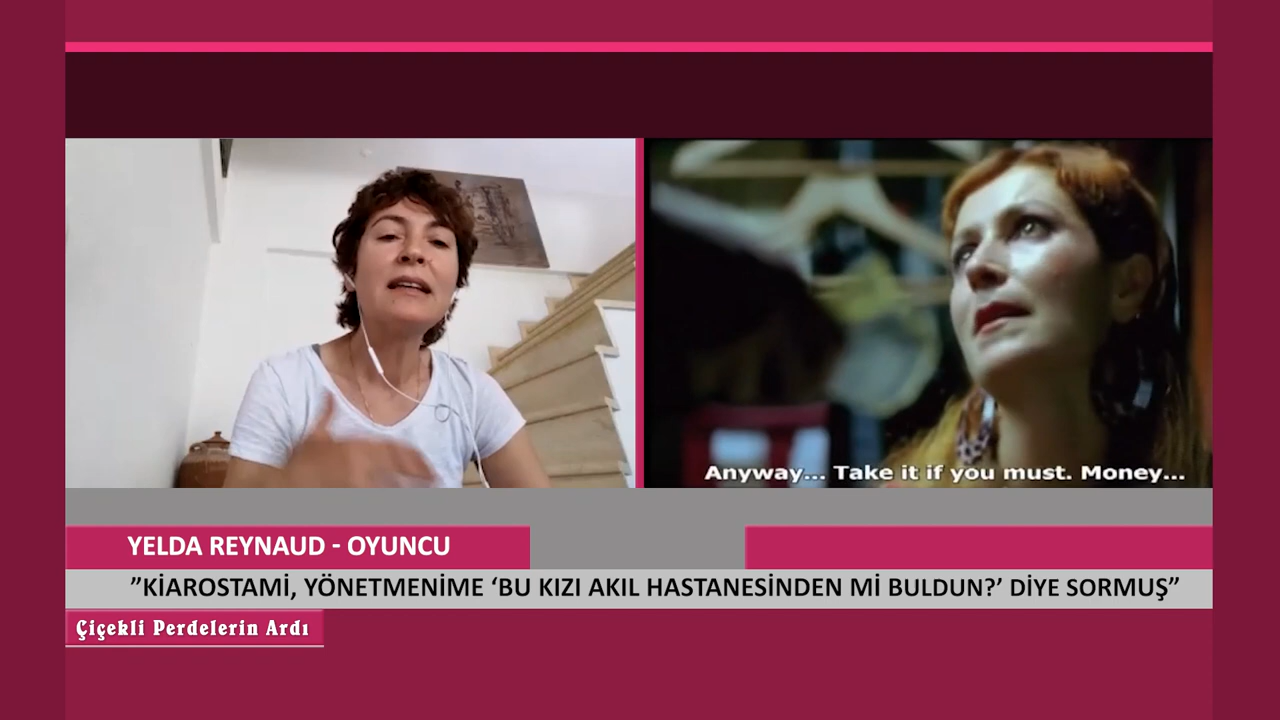 Anyway... Take it if you must. Money...
YELDA REYNAUD - OYUNCU
”KİAROSTAMİ, YÖNETMENİME ‘BU KIZI AKIL HASTANESİNDEN Mİ BULDUN?’ DİYE SORMUŞ”
Çiçekli Perdelerin Ardı